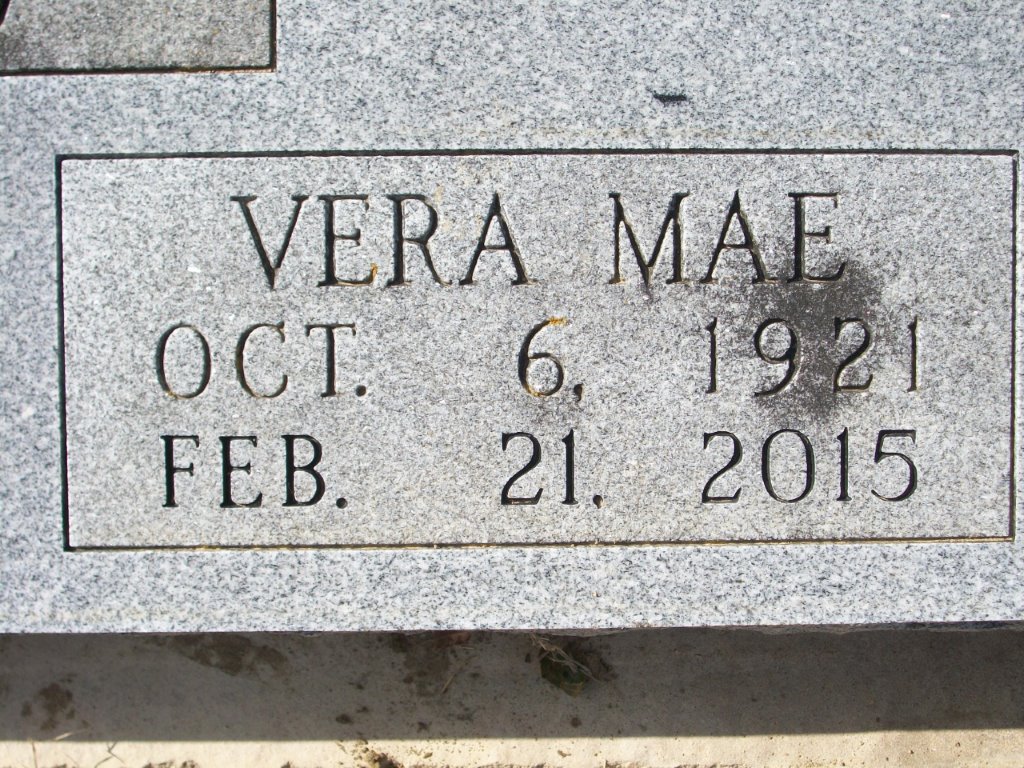 VERA MAE
OCT. 6, 1921
FEB. 21, 2015